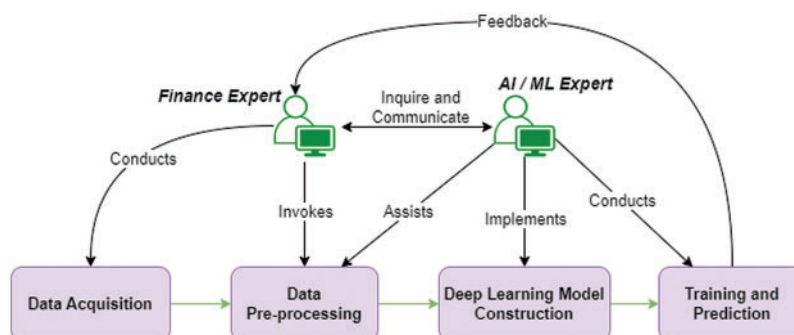 Feedback
Finance Expert
AI / ML Expert
Inquire and
Communicate
Conducts
Invokes
Assists
Implements
Conducts
Data Acquisition
Data
Pre-processing
Deep Learning Model
Construction
Training and
Prediction